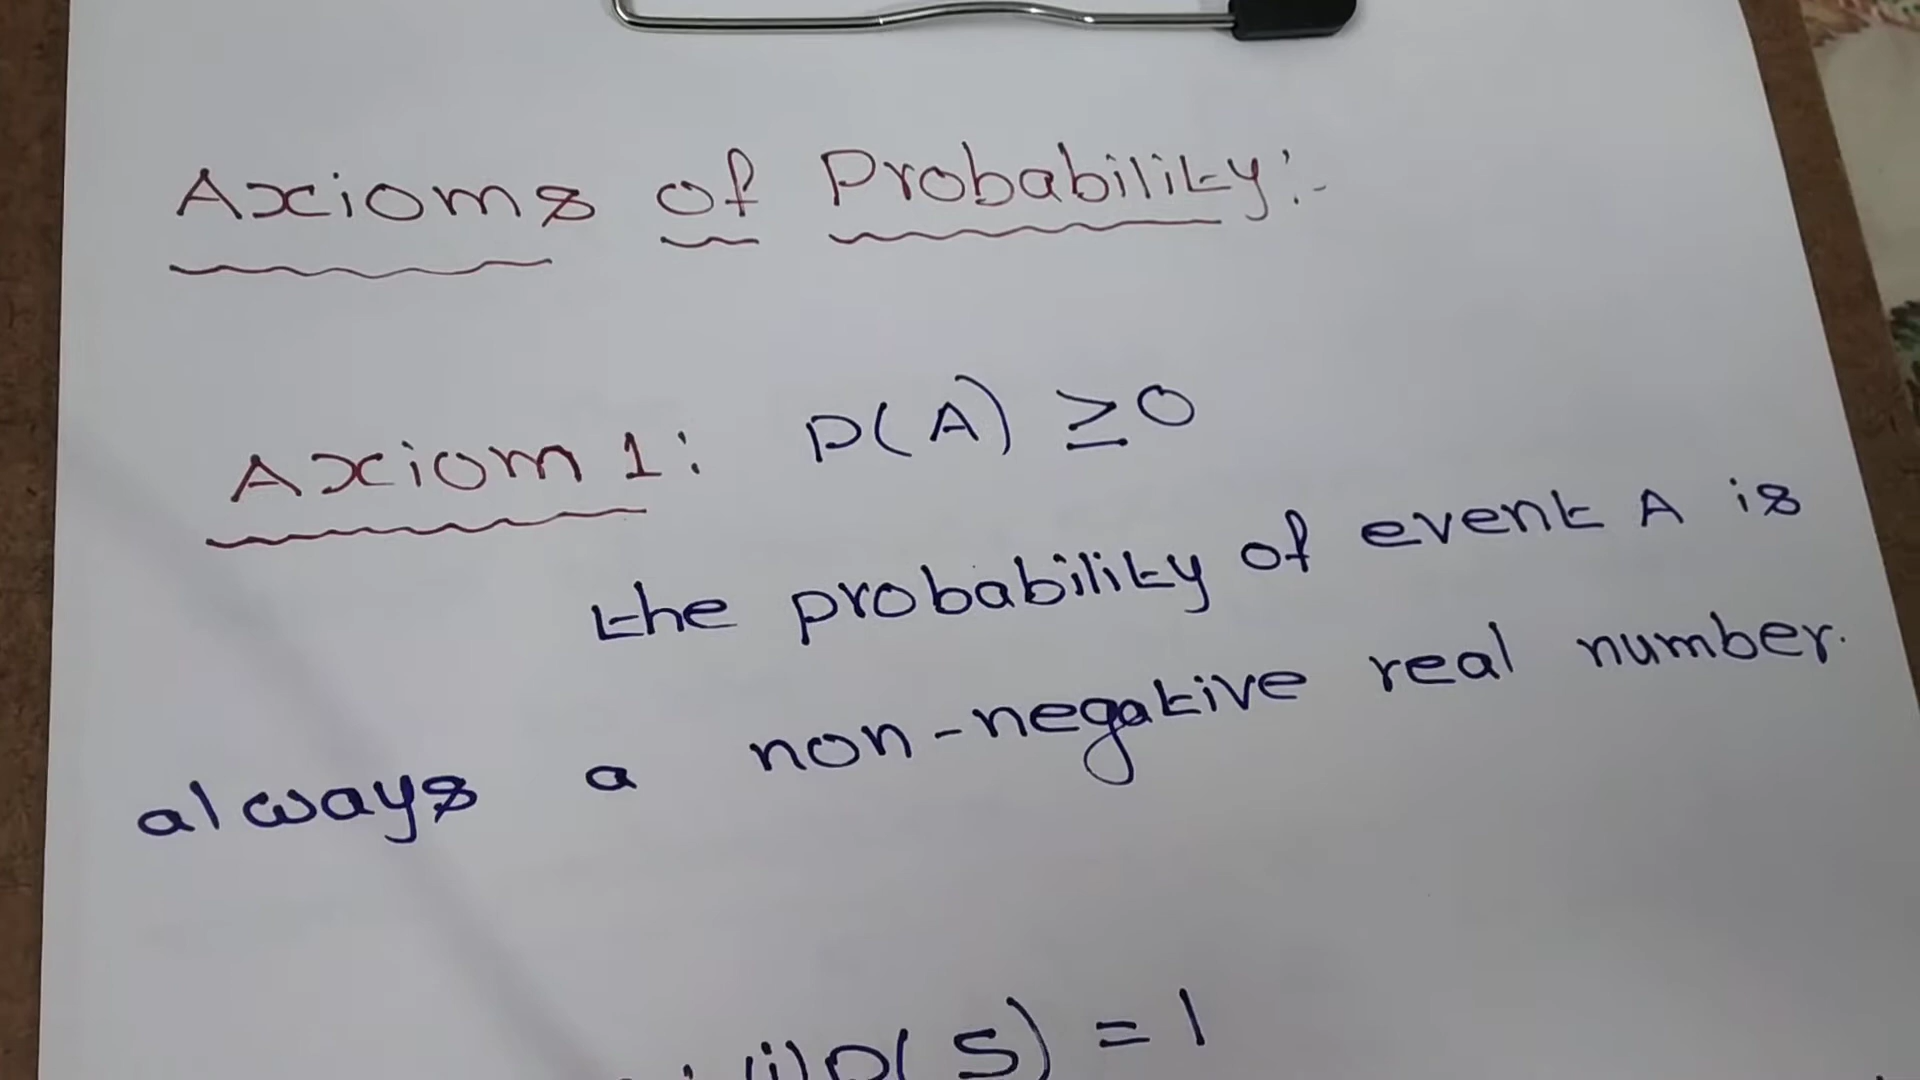 Axioms of Probability:-
Axiom 1: P(A) ≥0
the probability of event A is
always a non-negative real number.
(i) P(S) = 1